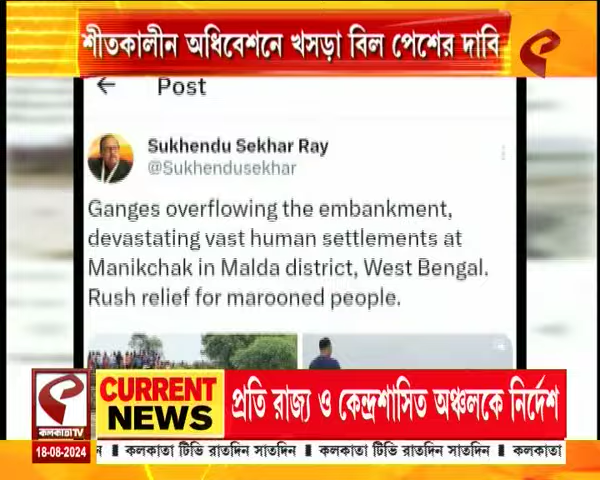 শীতকালীন অধিবেশনে খসড়া বিল পেশের দাবি
← Post
Sukhendu Sekhar Ray
@Sukhendusekhar
Ganges overflowing the embankment,
devastating vast human settlements at
Manikchak in Malda district, West Bengal.
Rush relief for marooned people.
CURRENT
NEWS
প্রতি রাজ্য ও কেন্দ্রশাসিত অঞ্চলকে নির্দেশ
কলকাতা TV
18-08-2024
ন ▮ কলকাতা টিভি রাতদিন সাতদিন ▮ কলকাতা টিভি রাতদিন সাতদিন ▮ কলকাতা